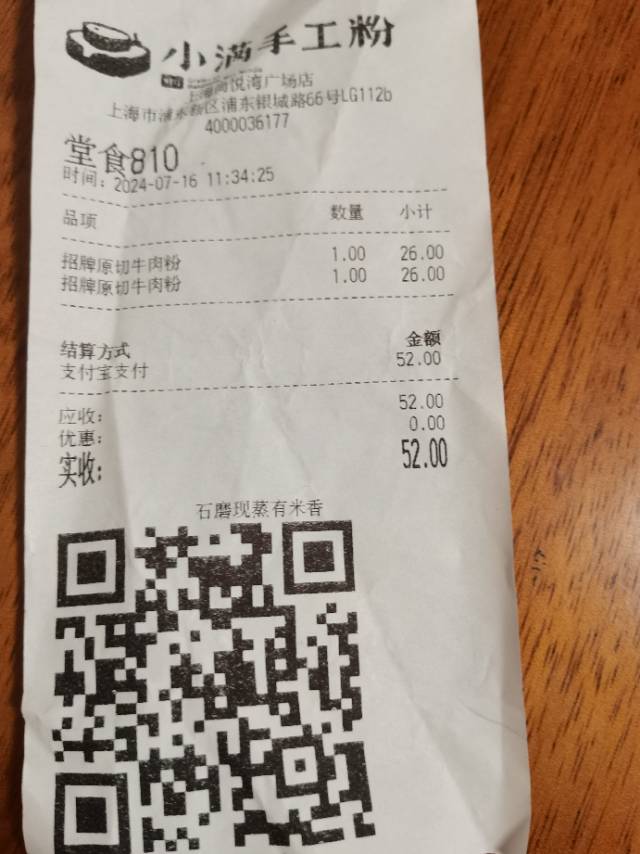 小满手工粉
上海尚悦湾广场店
上海市浦东新区浦东银城路66号LG112b
4000036177
堂食810
时间：2024-07-16 11:34:25
品项 数量 小计
招牌原切牛肉粉 1.00 26.00
招牌原切牛肉粉 1.00 26.00
结算方式 金额
支付宝支付 52.00
应收： 52.00
优惠： 0.00
实收： 52.00
石磨现蒸有米香